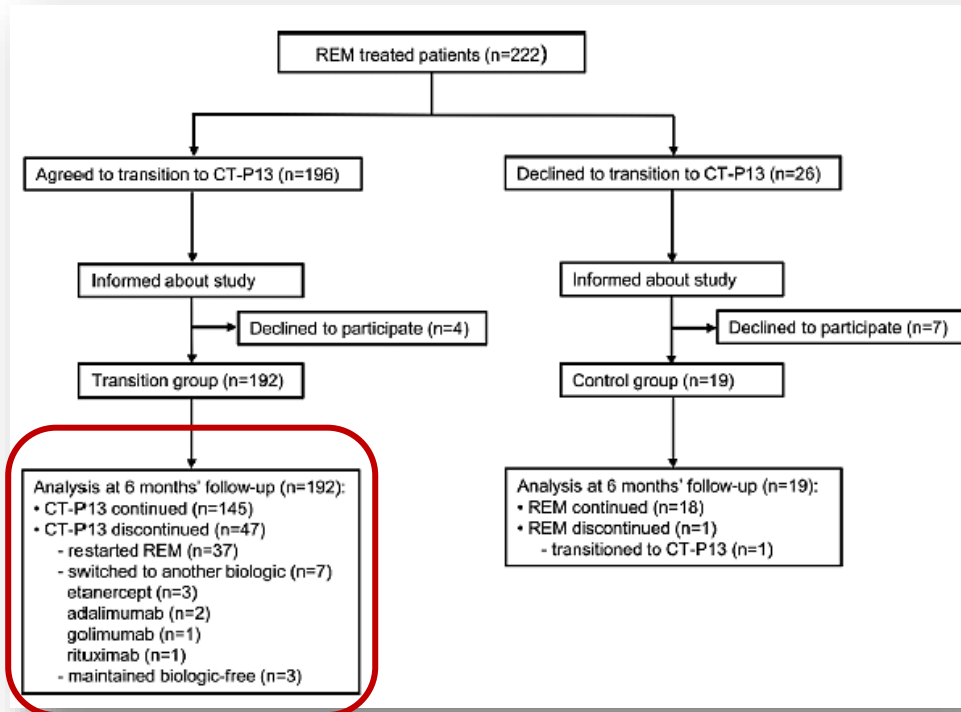 REM treated patients (n=222)
Agreed to transition to CT-P13 (n=196)
Declined to transition to CT-P13 (n=26)
Informed about study
Informed about study
Declined to participate (n=4)
Declined to participate (n=7)
Transition group (n=192)
Control group (n=19)
Analysis at 6 months' follow-up (n=192):
• CT-P13 continued (n=145)
• CT-P13 discontinued (n=47)
- restarted REM (n=37)
- switched to another biologic (n=7)
etanercept (n=3)
adalimumab (n=2)
golimumab (n=1)
rituximab (n=1)
- maintained biologic-free (n=3)
Analysis at 6 months' follow-up (n=19):
• REM continued (n=18)
• REM discontinued (n=1)
- transitioned to CT-P13 (n=1)